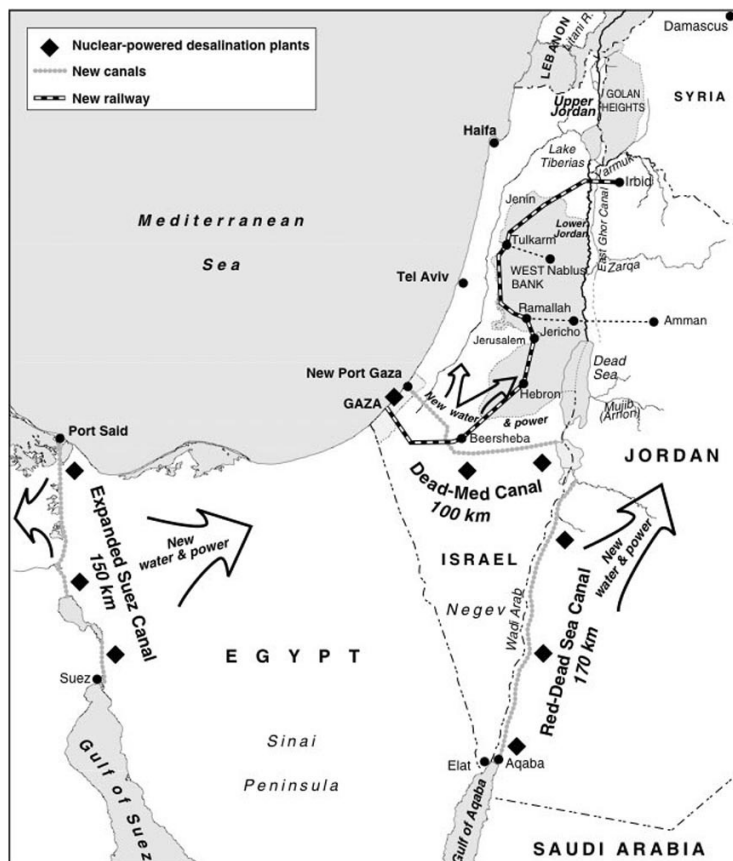 Nuclear-powered desalination plants
New canals
New railway
Damascus
LEBANON
Litani R.
GOLAN
HEIGHTS
SYRIA
Upper
Jordan
Haifa
Lake
Tiberias
Yarmuk
Irbid
Jenin
Mediterranean
Sea
Lower
Jordan
East Ghor Canal
Tulkarm
WEST
BANK
Nablus
Zarqa
Tel Aviv
Ramallah
Jericho
Amman
Jerusalem
New Port Gaza
GAZA
Dead
Sea
Hebron
New
water
& power
Mujib
(Arnon)
Port Said
Beersheba
JORDAN
Dead-Med Canal
100 km
Expanded Suez Canal
150 km
New
water & power
ISRAEL
New
water & power
Negev
Wadi Arab
Red-Dead Sea Canal
170 km
EGYPT
Suez
Sinai
Peninsula
Elat
Aqaba
Gulf of Suez
Gulf of Aqaba
SAUDI ARABIA